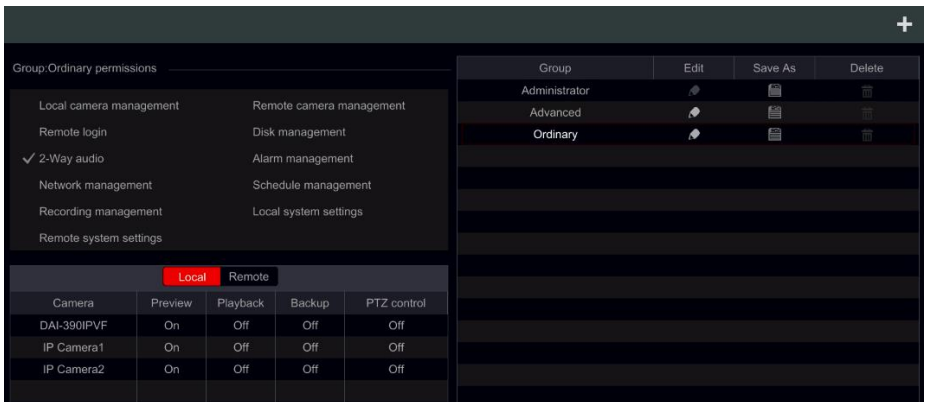 Group:Ordinary permissions
Local camera management Remote camera management
Remote login Disk management
2-Way audio Alarm management
Network management Schedule management
Recording management Local system settings
Remote system settings
Local Remote
Camera Preview Playback Backup PTZ control
DAI-390IPVF On Off Off Off
IP Camera1 On Off Off Off
IP Camera2 On Off Off Off
Group Edit Save As Delete
Administrator
Advanced
Ordinary